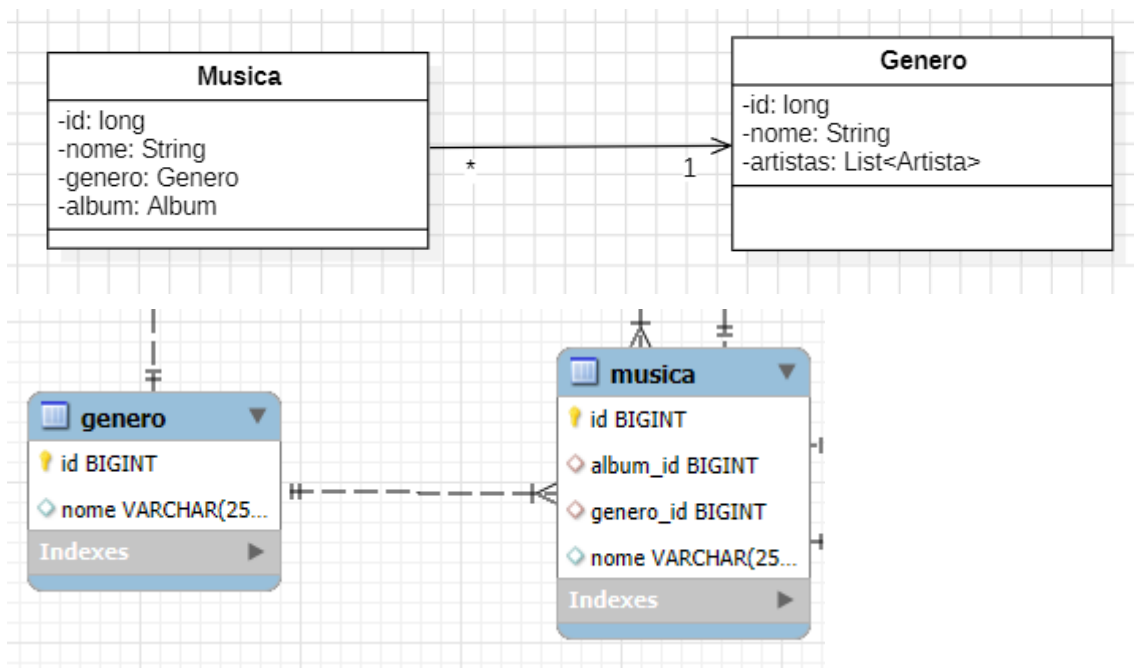 Musica
-id: long
-nome: String
-genero: Genero
-album: Album
*
1
Genero
-id: long
-nome: String
-artistas: List<Artista>
genero
id BIGINT
nome VARCHAR(25...
Indexes
musica
id BIGINT
album_id BIGINT
genero_id BIGINT
nome VARCHAR(25...
Indexes